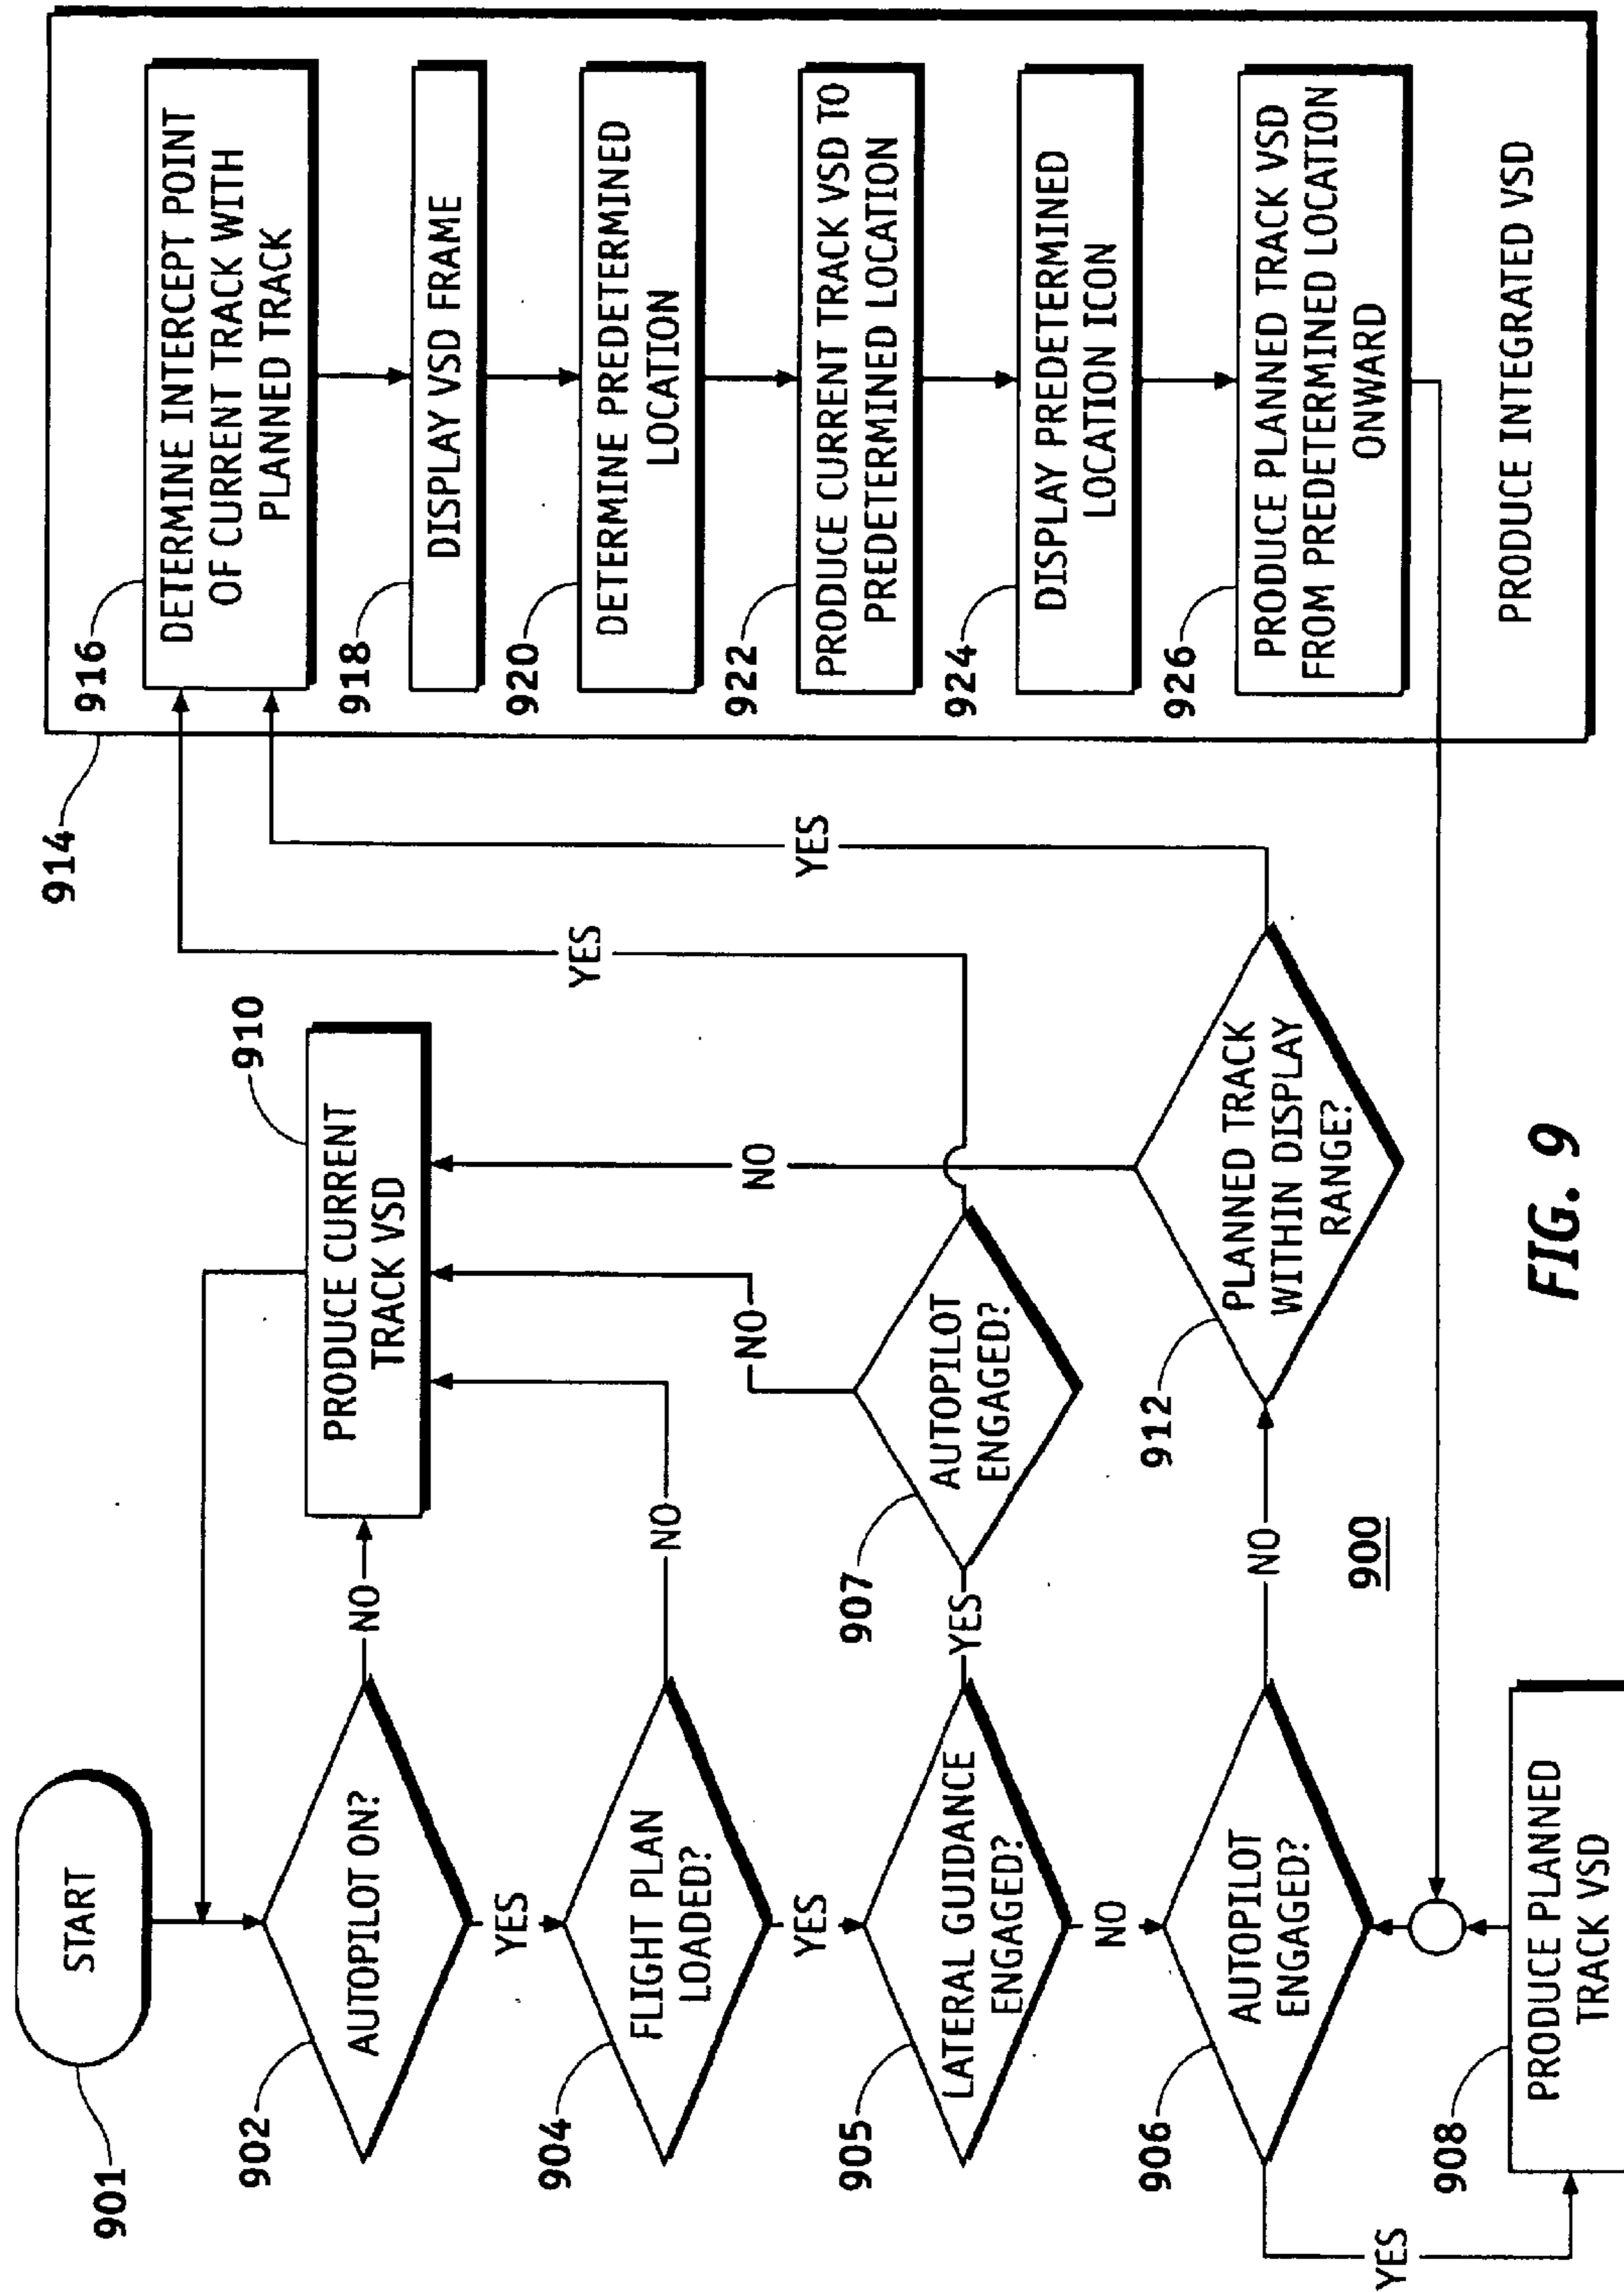 901
START
902
AUTOPILOT ON?
NO
YES
910
PRODUCE CURRENT
TRACK VSD
904
FLIGHT PLAN
LOADED?
NO
YES
905
LATERAL GUIDANCE
ENGAGED?
YES
NO
907
AUTOPILOT
ENGAGED?
NO
YES
906
AUTOPILOT
ENGAGED?
NO
YES
912
PLANNED TRACK
WITHIN DISPLAY
RANGE?
NO
YES
908
PRODUCE PLANNED
TRACK VSD
914
916
DETERMINE INTERCEPT POINT
OF CURRENT TRACK WITH
PLANNED TRACK
918
DISPLAY VSD FRAME
920
DETERMINE PREDETERMINED
LOCATION
922
PRODUCE CURRENT TRACK VSD TO
PREDETERMINED LOCATION
924
DISPLAY PREDETERMINED
LOCATION ICON
926
PRODUCE PLANNED TRACK VSD
FROM PREDETERMINED LOCATION
ONWARD
PRODUCE INTEGRATED VSD
900
FIG. 9